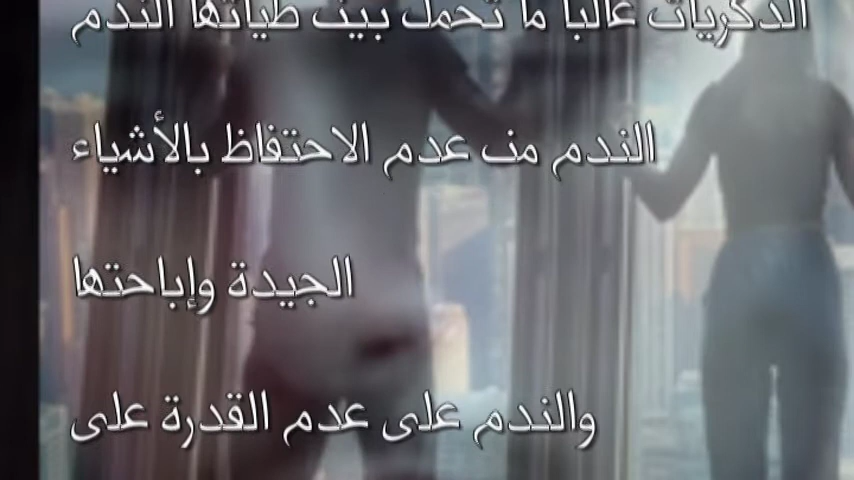 الذكريات غالبا ما تحمل بين طياتها الندم
الندم من عدم الاحتفاظ بالأشياء
الجيدة وإباحتها
والندم على عدم القدرة على